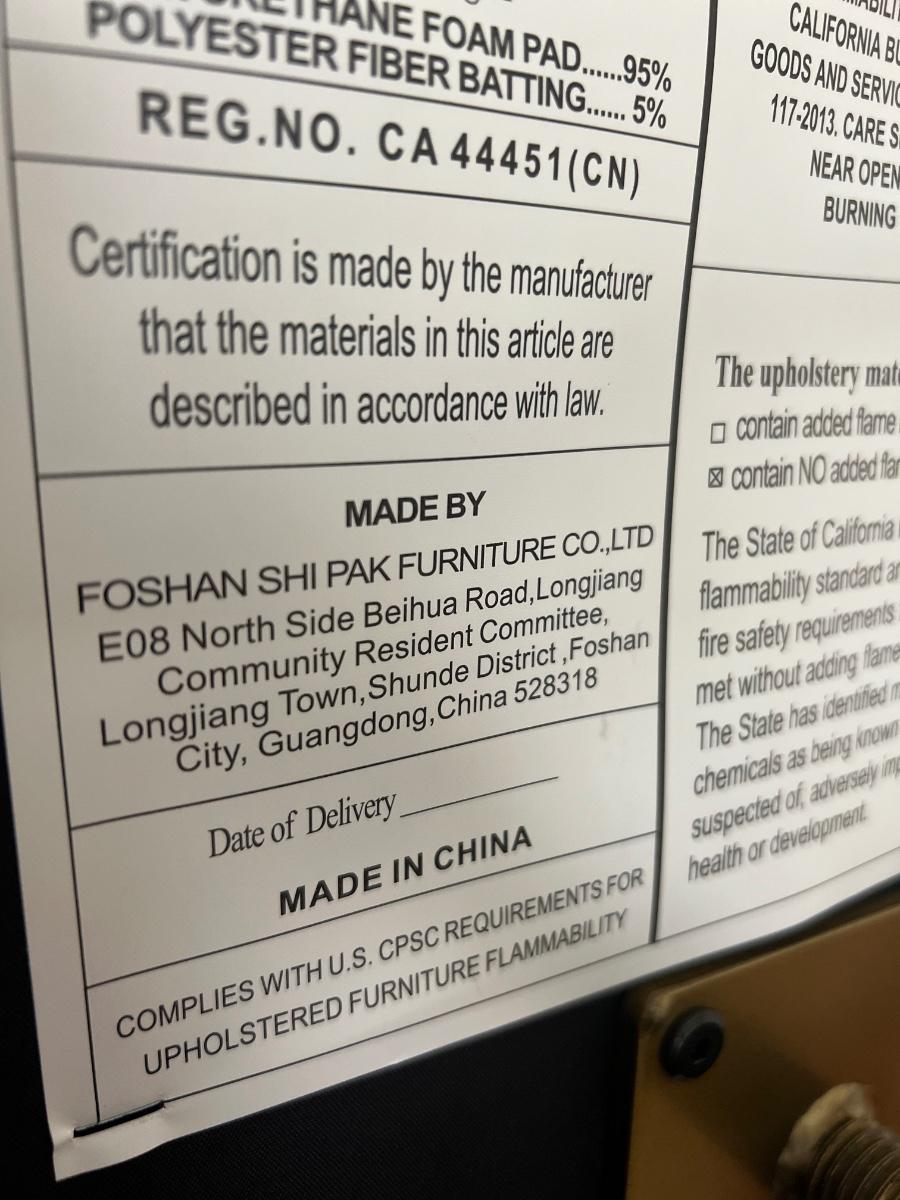 FOAM PAD......95%
POLYESTER FIBER BATTING...... 5%
REG.NO. CA 44451(CN)
Certification is made by the manufacturer
that the materials in this article are
described in accordance with law.
MADE BY
FOSHAN SHI PAK FURNITURE CO.,LTD
E08 North Side Beihua Road,Longjiang
Community Resident Committee,
Longjiang Town,Shunde District ,Foshan
City, Guangdong,China 528318
Date of Delivery
MADE IN CHINA
COMPLIES WITH U.S. CPSC REQUIREMENTS FOR
UPHOLSTERED FURNITURE FLAMMABILITY
CALIFORNIA
GOODS AND
117-2013. CARE
NEAR OPEN
BURNING
The upholstery
☐ contain added flame
☒ contain NO added
The State of California
flammability standard
fire safety requirements
met without adding flame
The State has identified
chemicals as being known
suspected of, adversely
health or development.